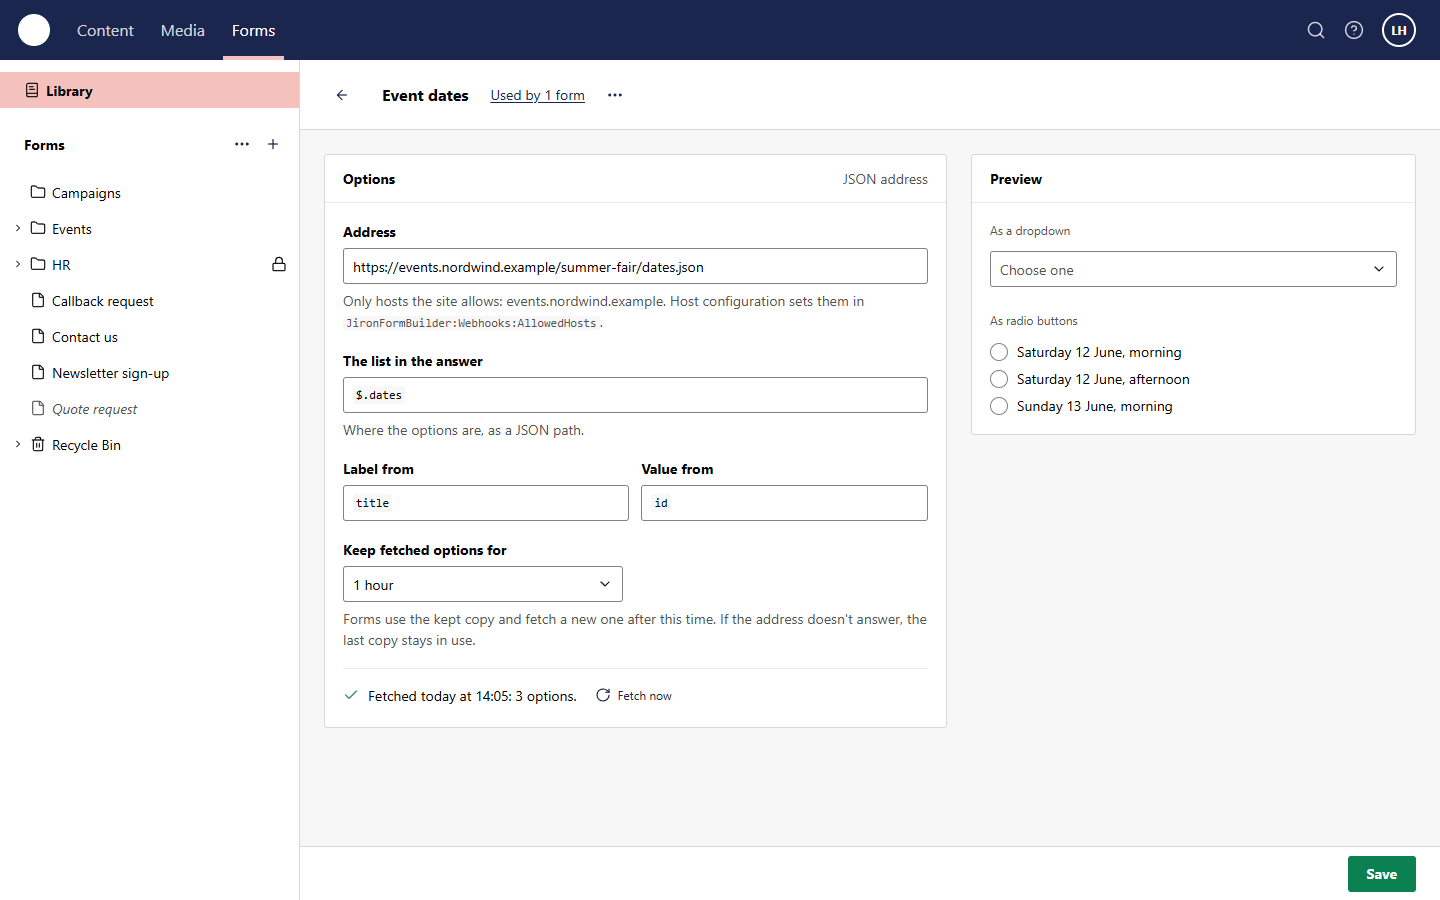 Content
Media
Forms
LH
Library
Forms
Campaigns
Events
HR
Callback request
Contact us
Newsletter sign-up
Quote request
Recycle Bin
Event dates
Used by 1 form
Options
JSON address
Address
https://events.nordwind.example/summer-fair/dates.json
Only hosts the site allows: events.nordwind.example. Host configuration sets them in
JironFormBuilder:Webhooks:AllowedHosts.
The list in the answer
$.dates
Where the options are, as a JSON path.
Label from
Value from
title
id
Keep fetched options for
1 hour
Forms use the kept copy and fetch a new one after this time. If the address doesn't answer, the
last copy stays in use.
Fetched today at 14:05: 3 options.
Fetch now
Preview
As a dropdown
Choose one
As radio buttons
Saturday 12 June, morning
Saturday 12 June, afternoon
Sunday 13 June, morning
Save